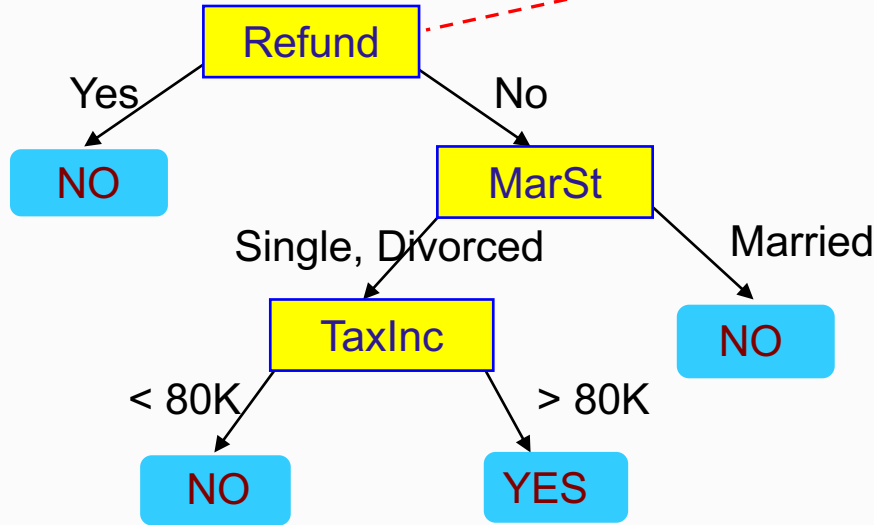 Refund
Yes
No
NO
MarSt
Single, Divorced
Married
TaxInc
NO
< 80K
> 80K
NO
YES